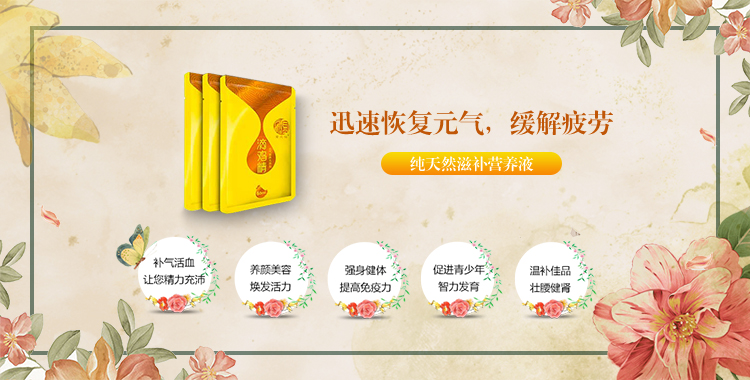 迅速恢复元气，缓解疲劳
纯天然滋补营养液
滴鸡精
补气活血
让您精力充沛
养颜美容
焕发活力
强身健体
提高免疫力
促进青少年
智力发育
温补佳品
壮腰健肾